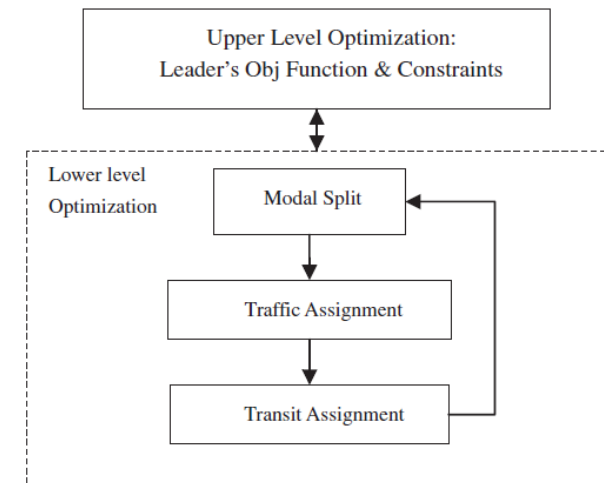 Upper Level Optimization:
Leader's Obj Function & Constraints
Lower level
Optimization
Modal Split
Traffic Assignment
Transit Assignment